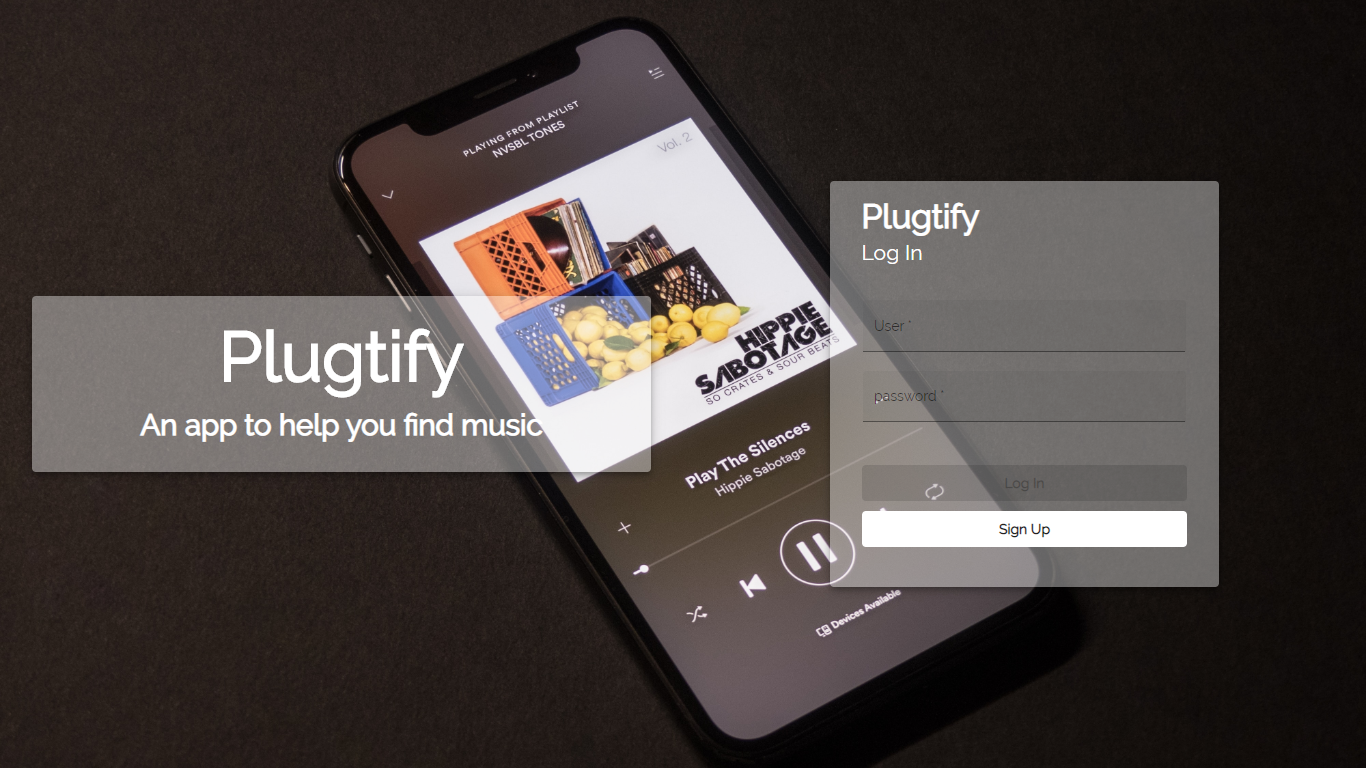 PLAYING FROM PLAYLIST
NVSBL TONES
Vol. 2
HIPPIE
SABOTAGE
SO CRATES & SOUR BEATS
Plugtify
An app to help you find music
Play The Silences
Hippie Sabotage
Devices Available
Plugtify
Log In
User *
password *
Log In
Sign Up